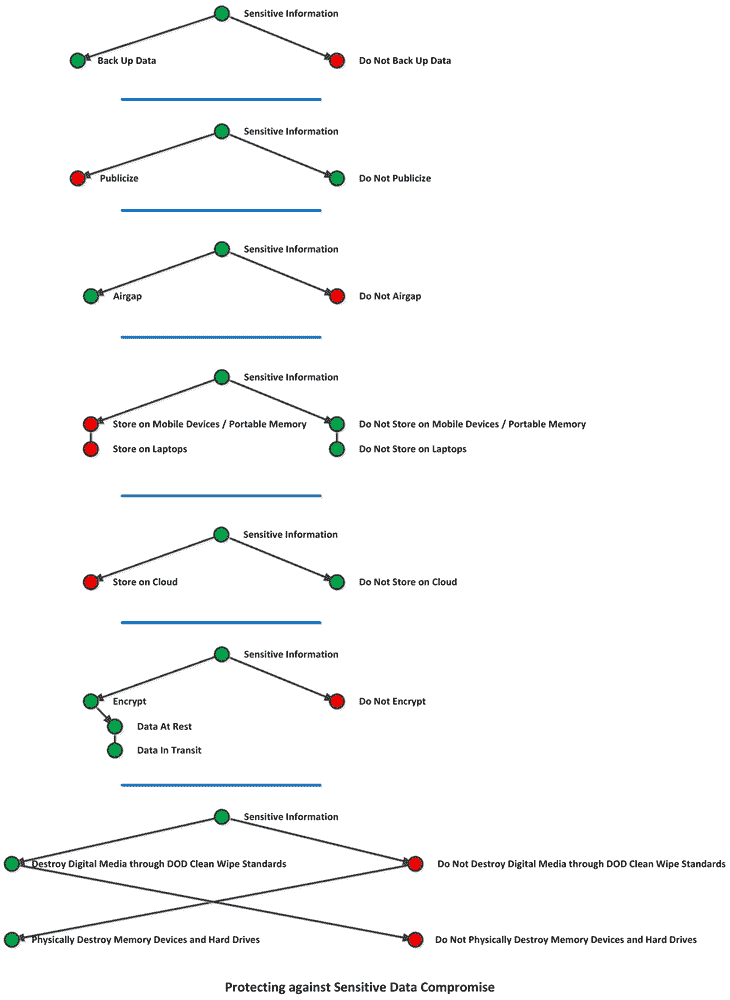 Sensitive Information
Back Up Data
Do Not Back Up Data
Sensitive Information
Publicize
Do Not Publicize
Sensitive Information
Airgap
Do Not Airgap
Sensitive Information
Store on Mobile Devices / Portable Memory
Do Not Store on Mobile Devices / Portable Memory
Store on Laptops
Do Not Store on Laptops
Sensitive Information
Store on Cloud
Do Not Store on Cloud
Sensitive Information
Encrypt
Do Not Encrypt
Data At Rest
Data In Transit
Sensitive Information
Destroy Digital Media through DOD Clean Wipe Standards
Do Not Destroy Digital Media through DOD Clean Wipe Standards
Physically Destroy Memory Devices and Hard Drives
Do Not Physically Destroy Memory Devices and Hard Drives
Protecting against Sensitive Data Compromise